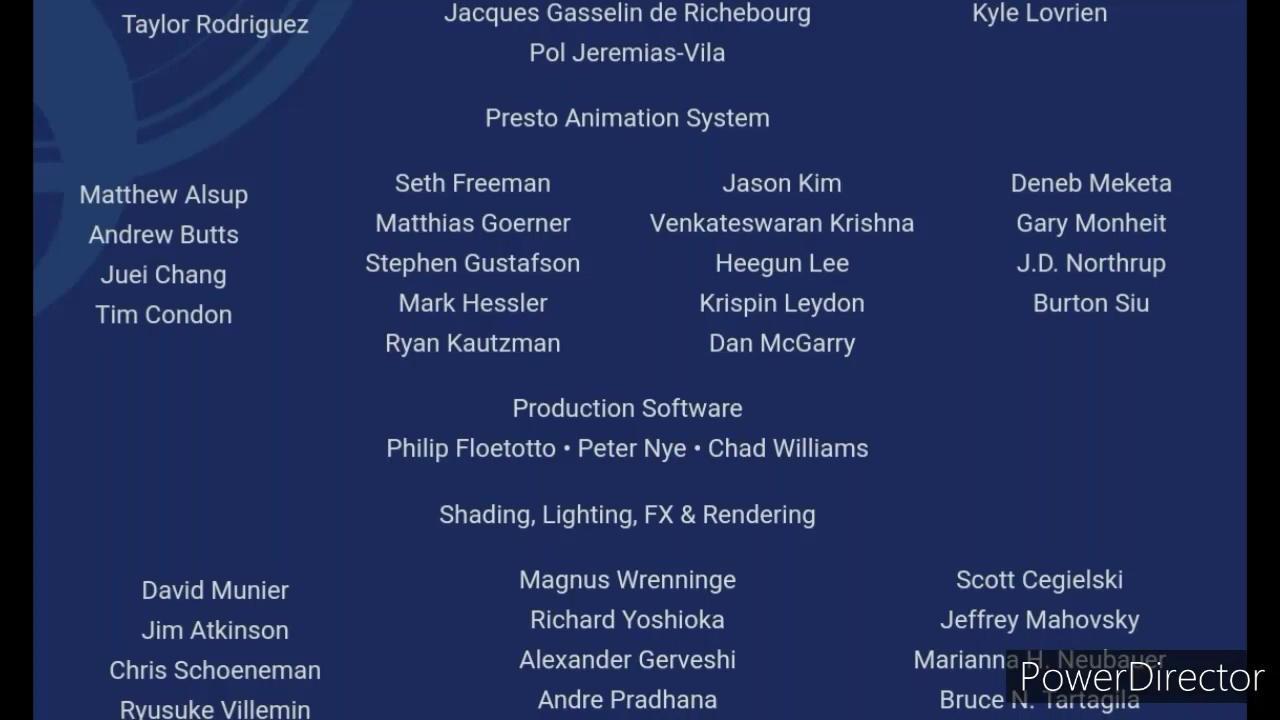 Taylor Rodriguez
Jacques Gasselin de Richebourg
Pol Jeremias-Vila
Kyle Lovrien
Presto Animation System
Matthew Alsup
Andrew Butts
Juei Chang
Tim Condon
Seth Freeman
Matthias Goerner
Stephen Gustafson
Mark Hessler
Ryan Kautzman
Jason Kim
Venkateswaran Krishna
Heegun Lee
Krispin Leydon
Dan McGarry
Deneb Meketa
Gary Monheit
J.D. Northrup
Burton Siu
Production Software
Philip Floetotto • Peter Nye • Chad Williams
Shading, Lighting, FX & Rendering
David Munier
Jim Atkinson
Chris Schoeneman
Ryusuke Villemin
Magnus Wrenninge
Richard Yoshioka
Alexander Gerveshi
Andre Pradhana
Scott Cegielski
Jeffrey Mahovsky
Marianna H. Neubauer
Bruce N. Tartaglia
PowerDirector